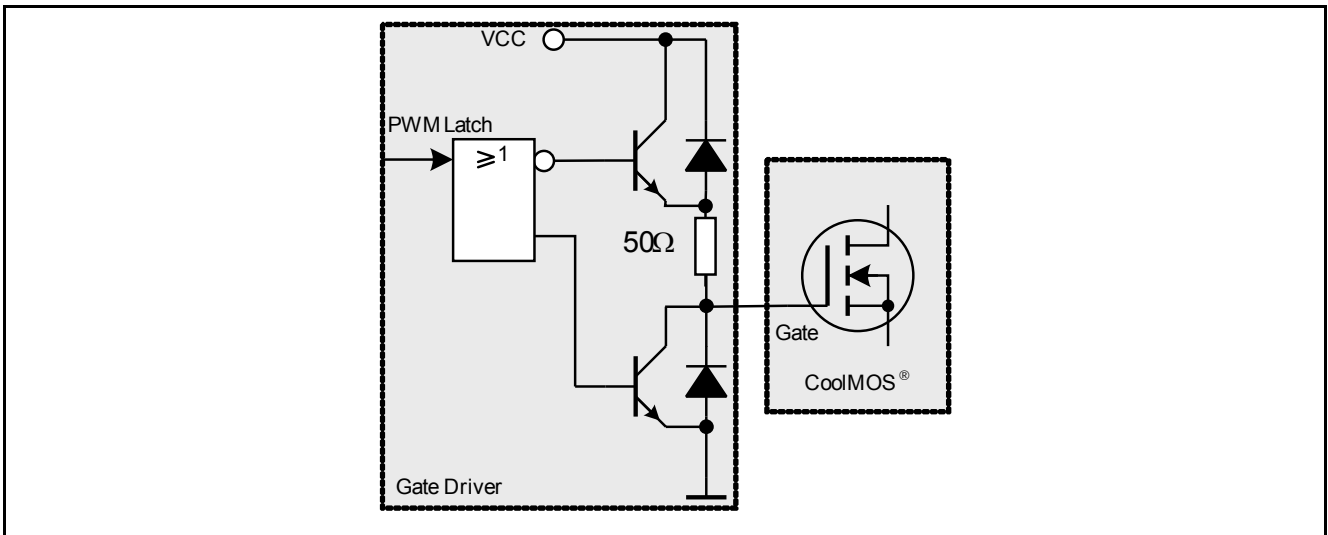 VCC
PWM Latch
≥1
50Ω
Gate
CoolMOS®
Gate Driver